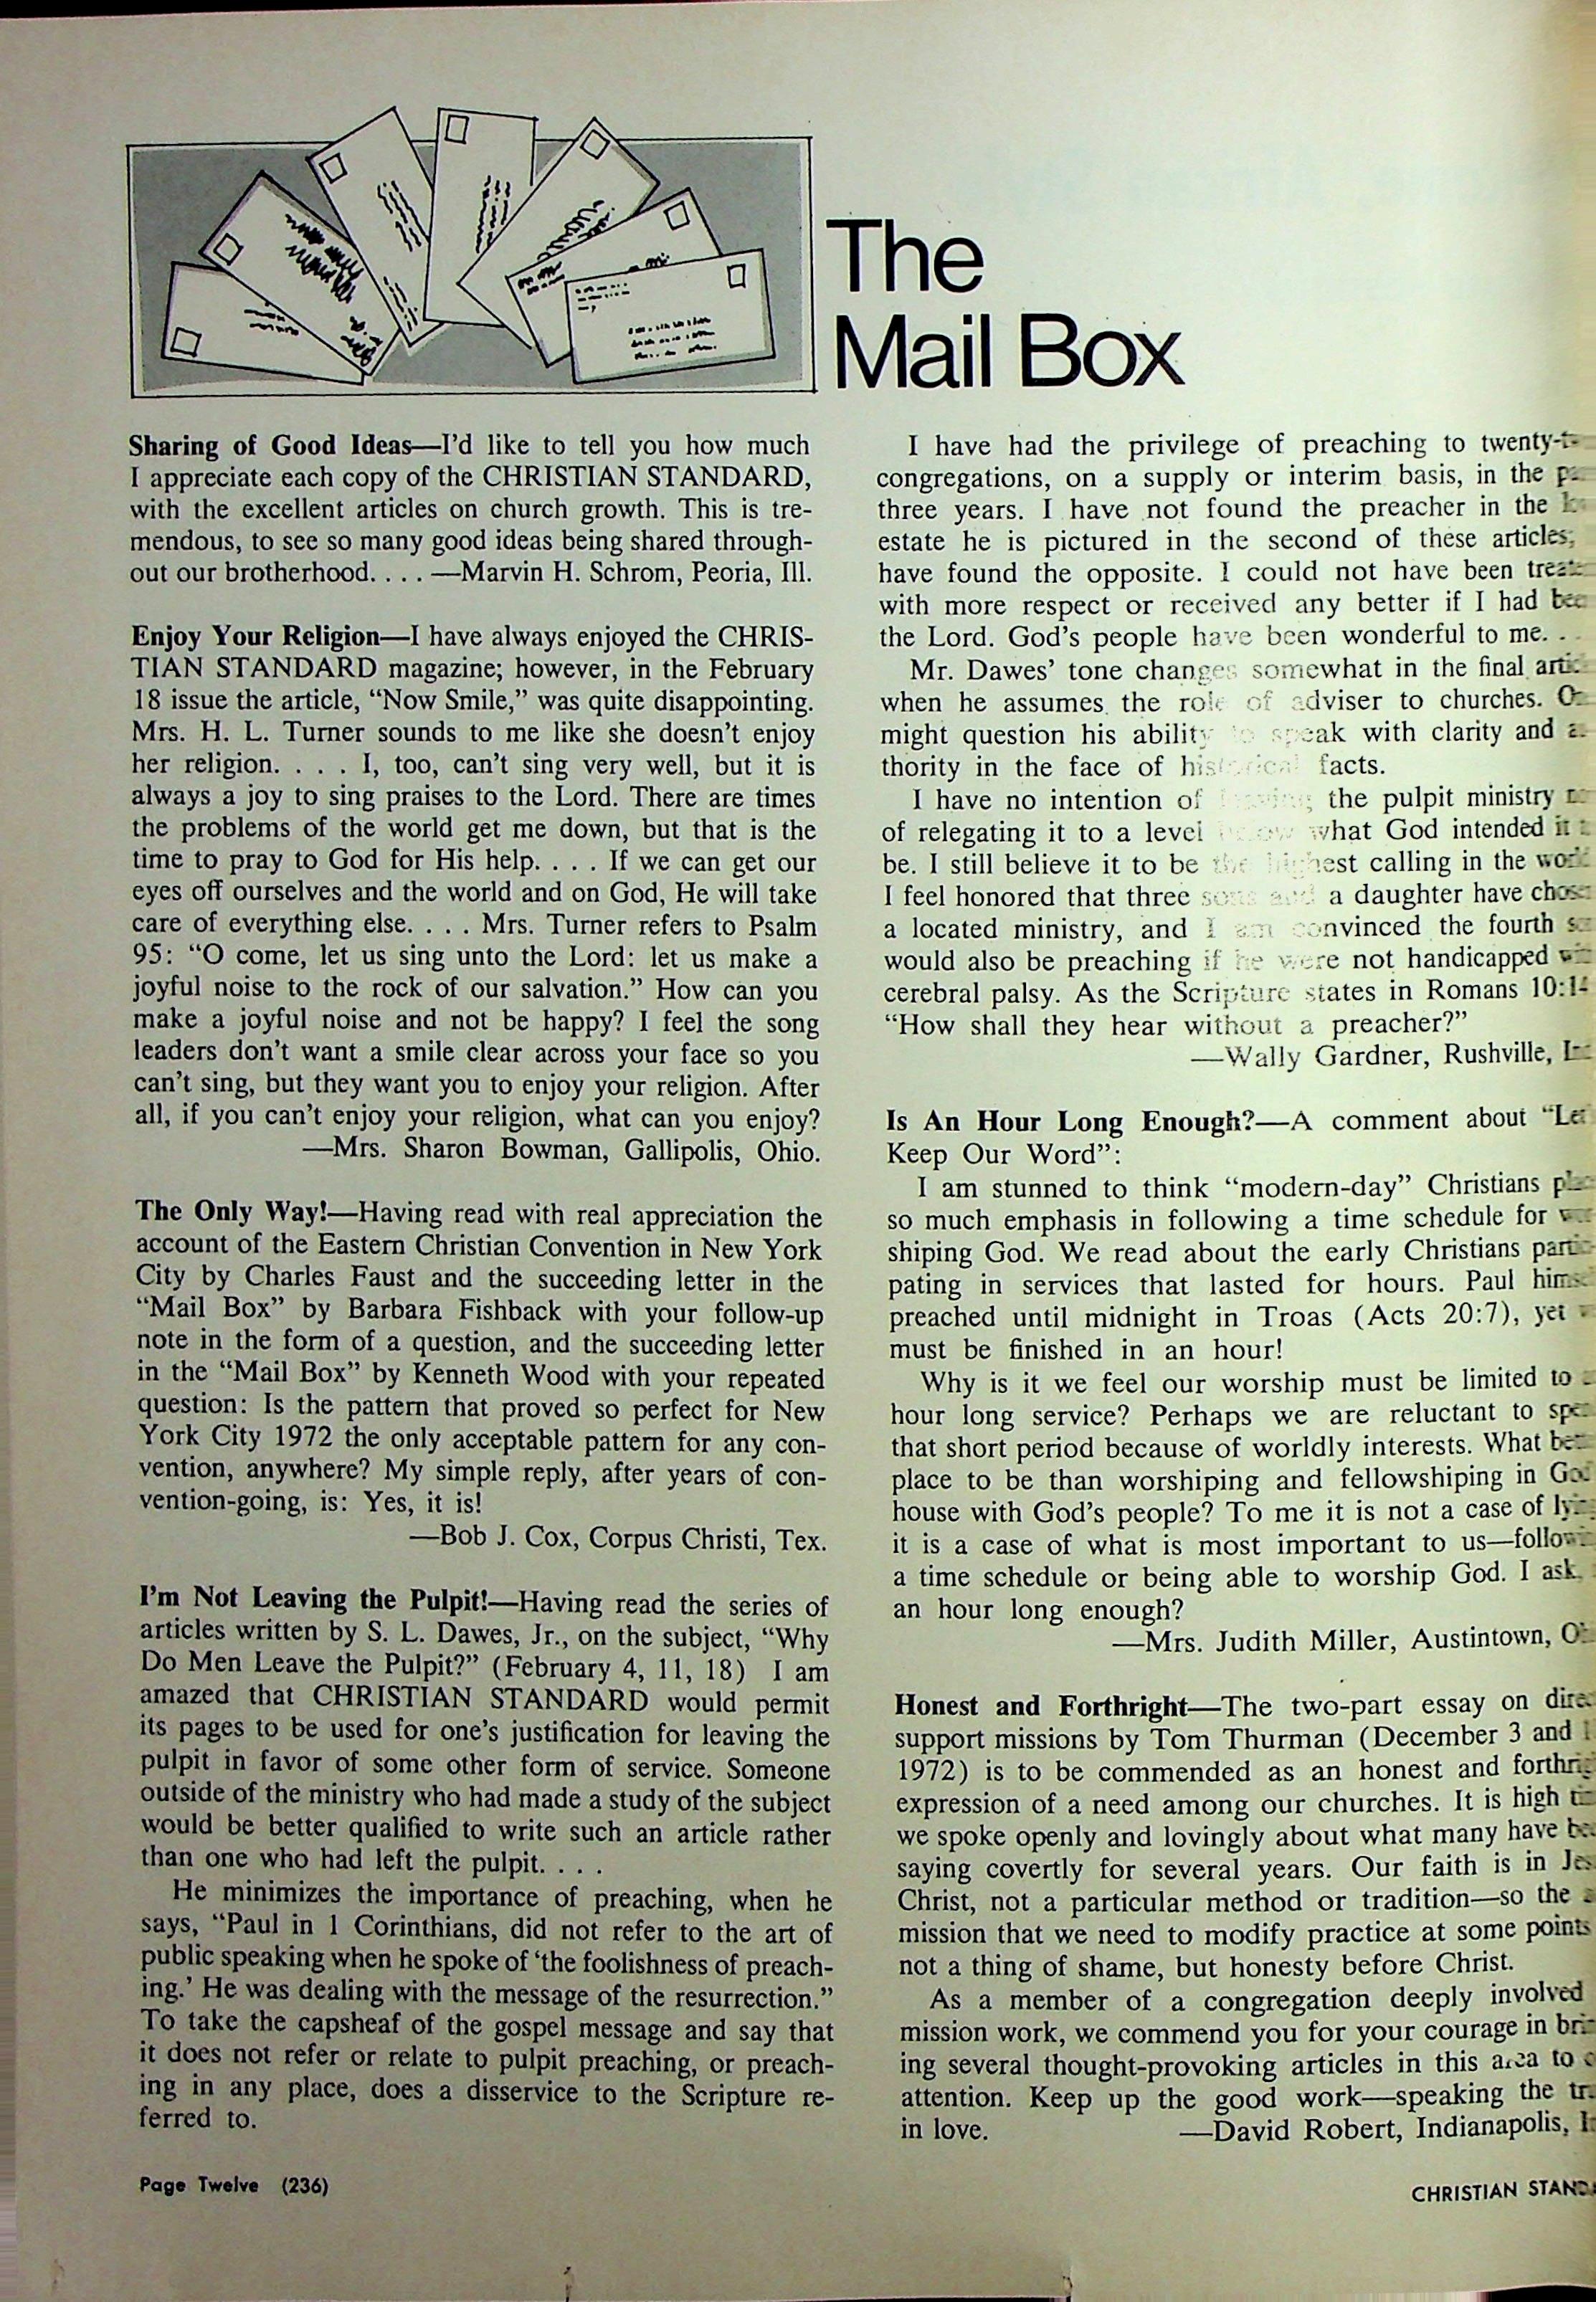 The
Mail Box
Sharing of Good Ideas—I'd like to tell you how much
I appreciate each copy of the CHRISTIAN STANDARD,
with the excellent articles on church growth. This is tre-
mendous, to see so many good ideas being shared through-
out our brotherhood. . . . —Marvin H. Schrom, Peoria, Ill.
Enjoy Your Religion—I have always enjoyed the CHRIS-
TIAN STANDARD magazine; however, in the February
18 issue the article, “Now Smile,” was quite disappointing.
Mrs. H. L. Turner sounds to me like she doesn't enjoy
her religion. . . . I, too, can't sing very well, but it is
always a joy to sing praises to the Lord. There are times
the problems of the world get me down, but that is the
time to pray to God for His help. . . . If we can get our
eyes off ourselves and the world and on God, He will take
care of everything else. . . . Mrs. Turner refers to Psalm
95: “O come, let us sing unto the Lord: let us make a
joyful noise to the rock of our salvation.” How can you
make a joyful noise and not be happy? I feel the song
leaders don't want a smile clear across your face so you
can't sing, but they want you to enjoy your religion. After
all, if you can't enjoy your religion, what can you enjoy?
—Mrs. Sharon Bowman, Gallipolis, Ohio.
The Only Way!—Having read with real appreciation the
account of the Eastern Christian Convention in New York
City by Charles Faust and the succeeding letter in the
“Mail Box” by Barbara Fishback with your follow-up
note in the form of a question, and the succeeding letter
in the “Mail Box” by Kenneth Wood with your repeated
question: Is the pattern that proved so perfect for New
York City 1972 the only acceptable pattern for any con-
vention, anywhere? My simple reply, after years of con-
vention-going, is: Yes, it is!
—Bob J. Cox, Corpus Christi, Tex.
I'm Not Leaving the Pulpit!—Having read the series of
articles written by S. L. Dawes, Jr., on the subject, “Why
Do Men Leave the Pulpit?” (February 4, 11, 18) I am
amazed that CHRISTIAN STANDARD would permit
its pages to be used for one's justification for leaving the
pulpit in favor of some other form of service. Someone
outside of the ministry who had made a study of the subject
would be better qualified to write such an article rather
than one who had left the pulpit. . . .
He minimizes the importance of preaching, when he
says, “Paul in 1 Corinthians, did not refer to the art of
public speaking when he spoke of ‘the foolishness of preach-
ing.’ He was dealing with the message of the resurrection.”
To take the capsheaf of the gospel message and say that
it does not refer or relate to pulpit preaching, or preach-
ing in any place, does a disservice to the Scripture re-
ferred to.
I have had the privilege of preaching to
congregations, on a supply or interim basis, in the
three years. I have not found the preacher in the
estate he is pictured in the second of these articles;
have found the opposite. I could not have been
with more respect or received any better if I had
the Lord. God's people have been wonderful to me. .
Mr. Dawes' tone changes somewhat in the final
when he assumes the role of adviser to churches.
might question his ability to speak with clarity and
thority in the face of historical facts.
I have no intention of the pulpit ministry
of relegating it to a level what God intended it
be. I still believe it to be the highest calling in the
I feel honored that three sons and a daughter have
a located ministry, and I am convinced the fourth
would also be preaching if he were not handicapped
cerebral palsy. As the Scripture states in Romans 10:14
“How shall they hear without a preacher?”
—Wally Gardner, Rushville,
Is An Hour Long Enough?—A comment about
Keep Our Word”:
I am stunned to think “modern-day” Christians
so much emphasis in following a time schedule for
shiping God. We read about the early Christians
pating in services that lasted for hours. Paul
preached until midnight in Troas (Acts 20:7), yet
must be finished in an hour!
Why is it we feel our worship must be limited to
hour long service? Perhaps we are reluctant to
that short period because of worldly interests. What
place to be than worshiping and fellowshiping in
house with God's people? To me it is not a case of
it is a case of what is most important to us—
a time schedule or being able to worship God. I ask,
an hour long enough?
—Mrs. Judith Miller, Austintown,
Honest and Forthright—The two-part essay on
support missions by Tom Thurman (December 3 and
1972) is to be commended as an honest and
expression of a need among our churches. It is high
we spoke openly and lovingly about what many have
saying covertly for several years. Our faith is in
Christ, not a particular method or tradition—so the
mission that we need to modify practice at some points
not a thing of shame, but honesty before Christ.
As a member of a congregation deeply involved
mission work, we commend you for your courage in
ing several thought-provoking articles in this area to
attention. Keep up the good work—speaking the
in love. —David Robert, Indianapolis,
Page Twelve (236)
CHRISTIAN